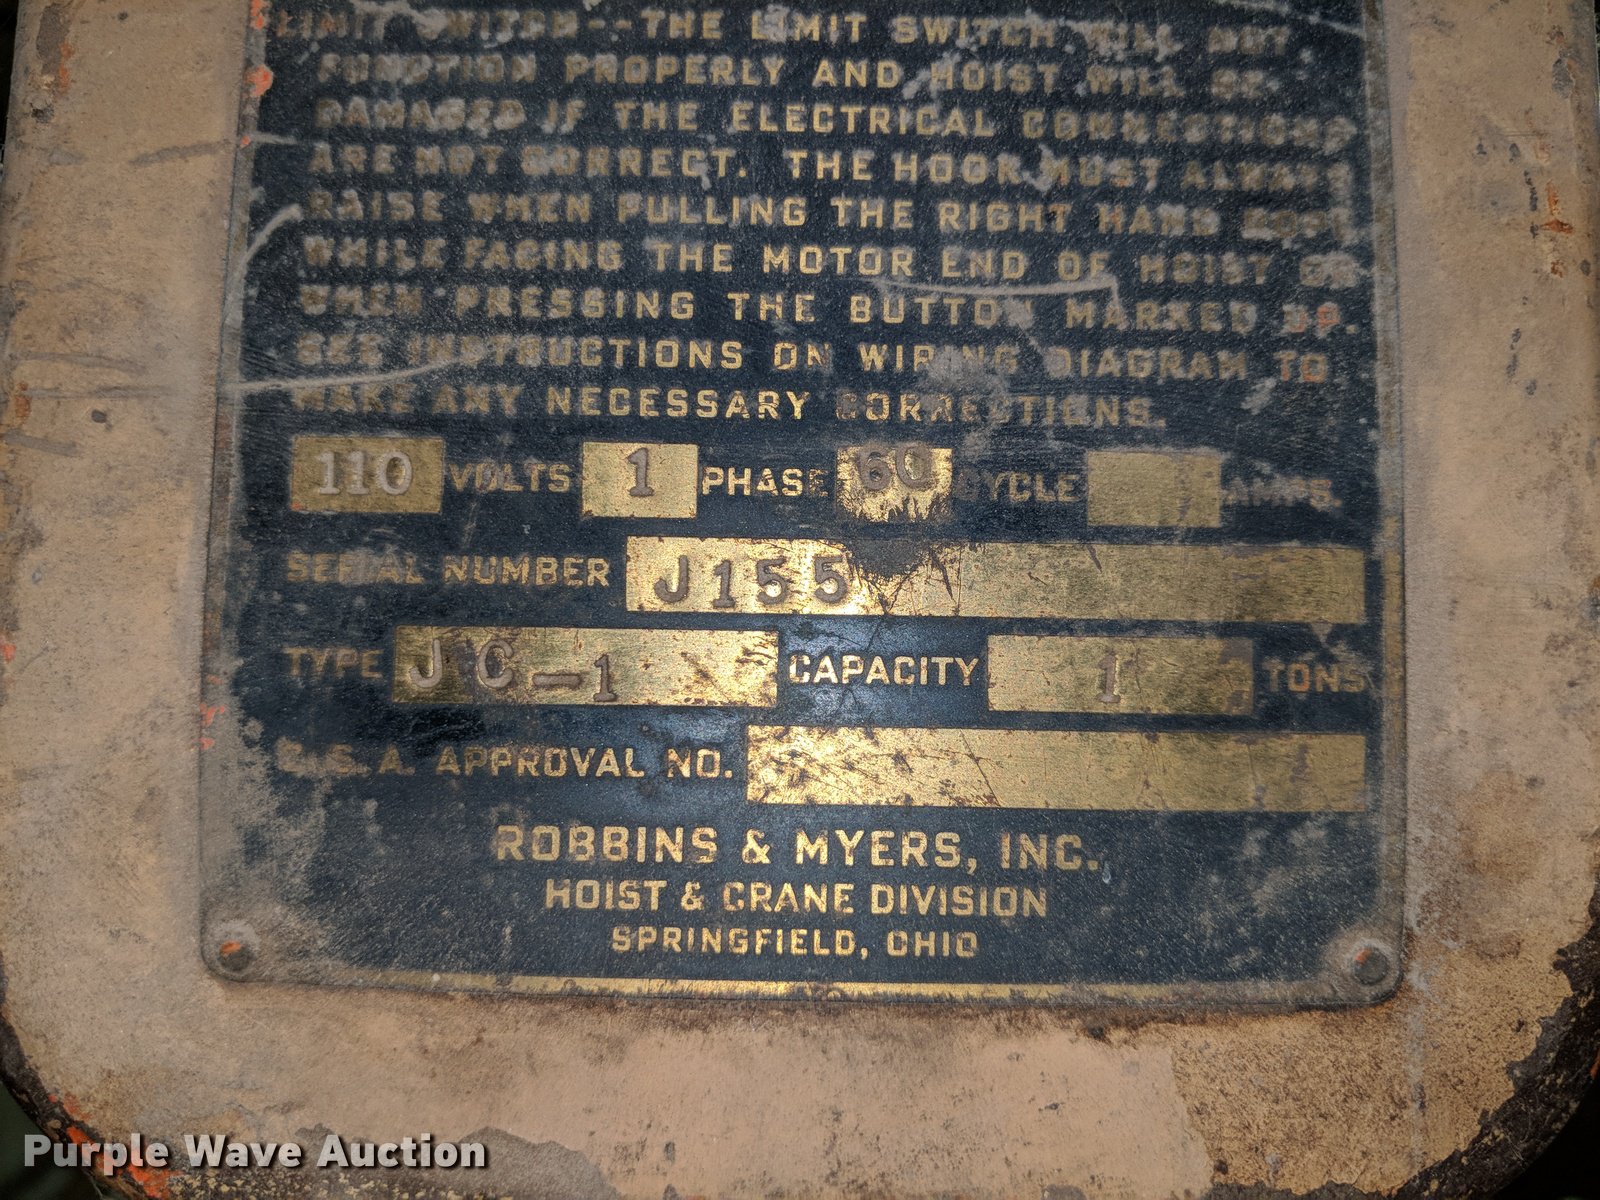 LIMIT SWITCH--THE LIMIT SWITCH WILL NOT
FUNCTION PROPERLY AND HOIST WILL BE
DAMAGED IF THE ELECTRICAL CONNECTIONS
ARE NOT CORRECT. THE HOOK MUST ALWAYS
RAISE WHEN PULLING THE RIGHT HAND ROPE
WHILE FACING THE MOTOR END OF HOIST OR
WHEN PRESSING THE BUTTON MARKED UP.
SEE INSTRUCTIONS ON WIRING DIAGRAM TO
MAKE ANY NECESSARY CORRECTIONS.
110 VOLTS 1 PHASE 60 CYCLE AMPS.
SERIAL NUMBER J155
TYPE JC-1 CAPACITY 1 TONS
C.S.A. APPROVAL NO.
ROBBINS & MYERS, INC.
HOIST & CRANE DIVISION
SPRINGFIELD, OHIO
Purple Wave Auction